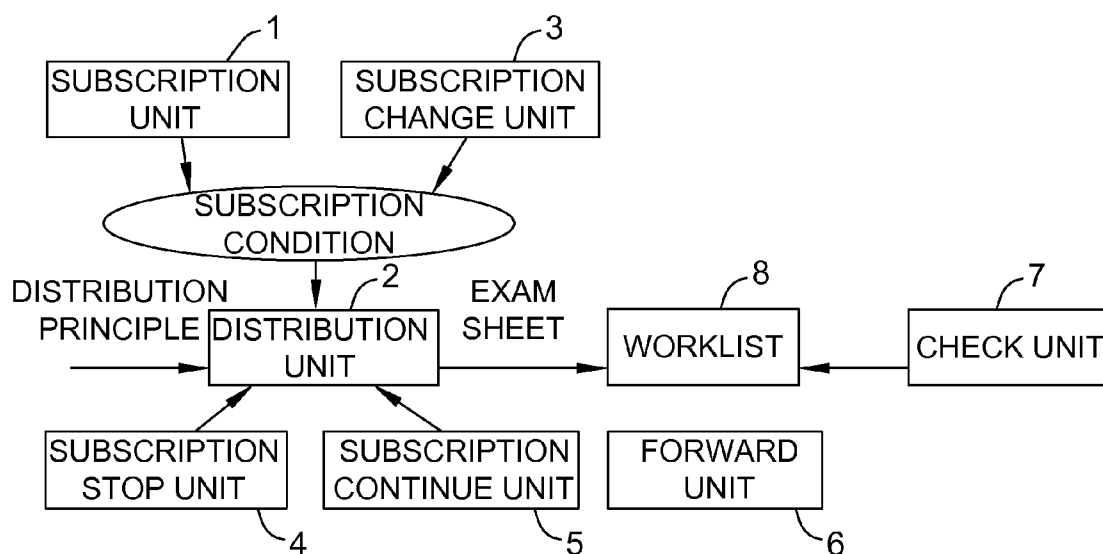 1
3
SUBSCRIPTION
UNIT
SUBSCRIPTION
CHANGE UNIT
SUBSCRIPTION
CONDITION
DISTRIBUTION
PRINCIPLE
2
DISTRIBUTION
UNIT
EXAM
SHEET
8
WORKLIST
7
CHECK UNIT
SUBSCRIPTION
STOP UNIT
4
SUBSCRIPTION
CONTINUE UNIT
5
FORWARD
UNIT
6